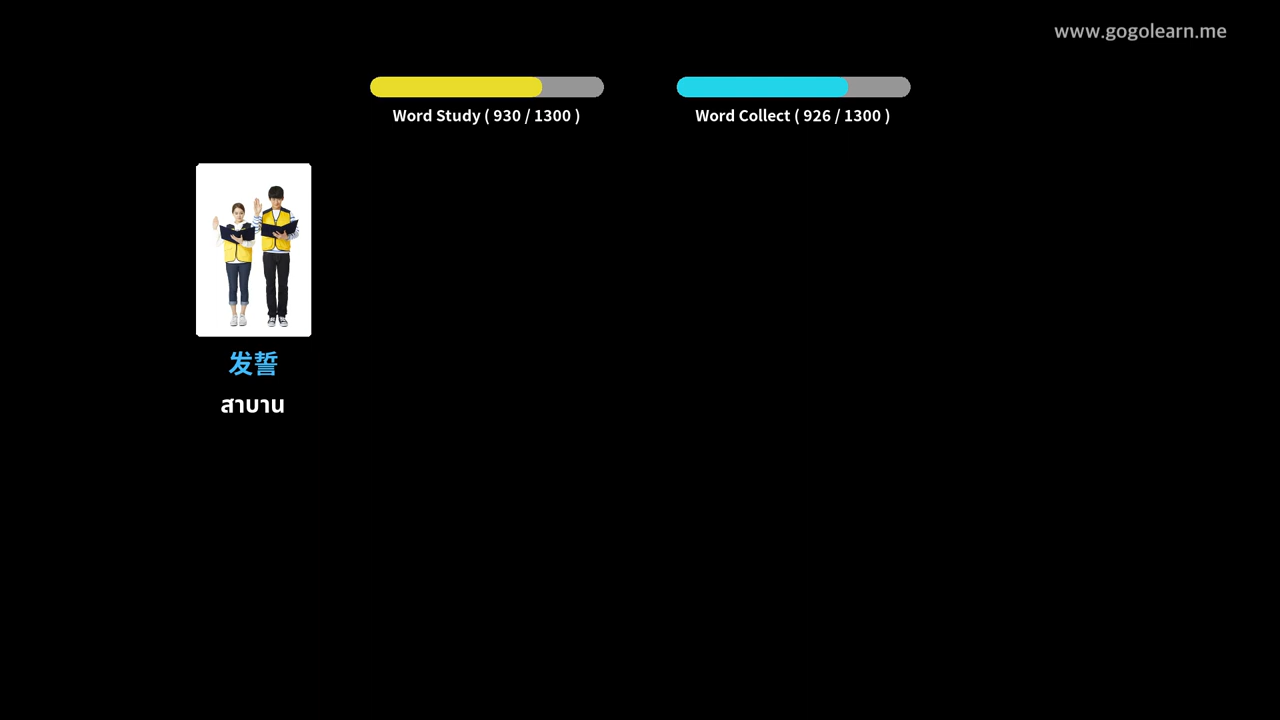 www.gogolearn.me
Word Study ( 930 / 1300 )
Word Collect ( 926 / 1300 )
发誓
สาบาน